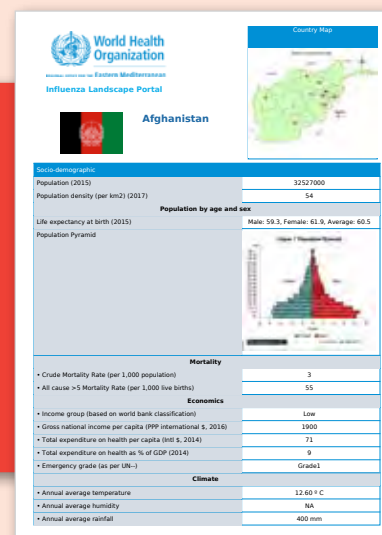 Country Map
World Health
Organization
REGIONAL OFFICE FOR THE Eastern Mediterranean
Influenza Landscape Portal
Afghanistan
Socio-demographic
Population (2015) 32527000
Population density (per km2) (2017) 54
Population by age and sex
Life expectancy at birth (2015) Male: 59.3, Female: 61.9, Average: 60.5
Population Pyramid
Mortality
• Crude Mortality Rate (per 1,000 population) 3
• All cause >5 Mortality Rate (per 1,000 live births) 55
Economics
• Income group (based on world bank classification) Low
• Gross national income per capita (PPP international $, 2016) 1900
• Total expenditure on health per capita (Intl $, 2014) 71
• Total expenditure on health as % of GDP (2014) 9
• Emergency grade (as per UN--) Grade1
Climate
• Annual average temperature 12.60 º C
• Annual average humidity NA
• Annual average rainfall 400 mm